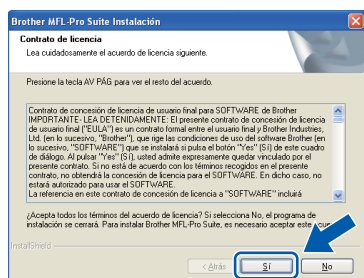 Brother MFL-Pro Suite Instalación
Contrato de licencia
Lea cuidadosamente el acuerdo de licencia siguiente.
Presione la tecla AV PÁG para ver el resto del acuerdo.
Contrato de concesión de licencia de usuario final para SOFTWARE de Brother
IMPORTANTE- LEA DETENIDAMENTE: El presente contrato de concesión de licencia
de usuario final ("EULA") es un contrato formal entre el usuario final y Brother Industries,
Ltd. (en lo sucesivo, "Brother"), que rige las condiciones de uso del software Brother (en
lo sucesivo, "SOFTWARE") que se instalará si pulsa el botón "Yes" (Sí) de este cuadro
de diálogo. Al pulsar "Yes" (Sí), usted admite expresamente quedar vinculado por el
presente contrato. Si no está de acuerdo con los términos recogidos en el presente
contrato, no obtendrá la concesión de licencia para el SOFTWARE. En dicho caso, no
estará autorizado para usar el SOFTWARE.
La referencia en este contrato de concesión de licencia a "SOFTWARE" incluirá
¿Acepta todos los términos del acuerdo de licencia? Si selecciona No, el programa de
instalación se cerrará. Para instalar Brother MFL-Pro Suite, es necesario aceptar este
InstallShield
< Atrás
Sí
No